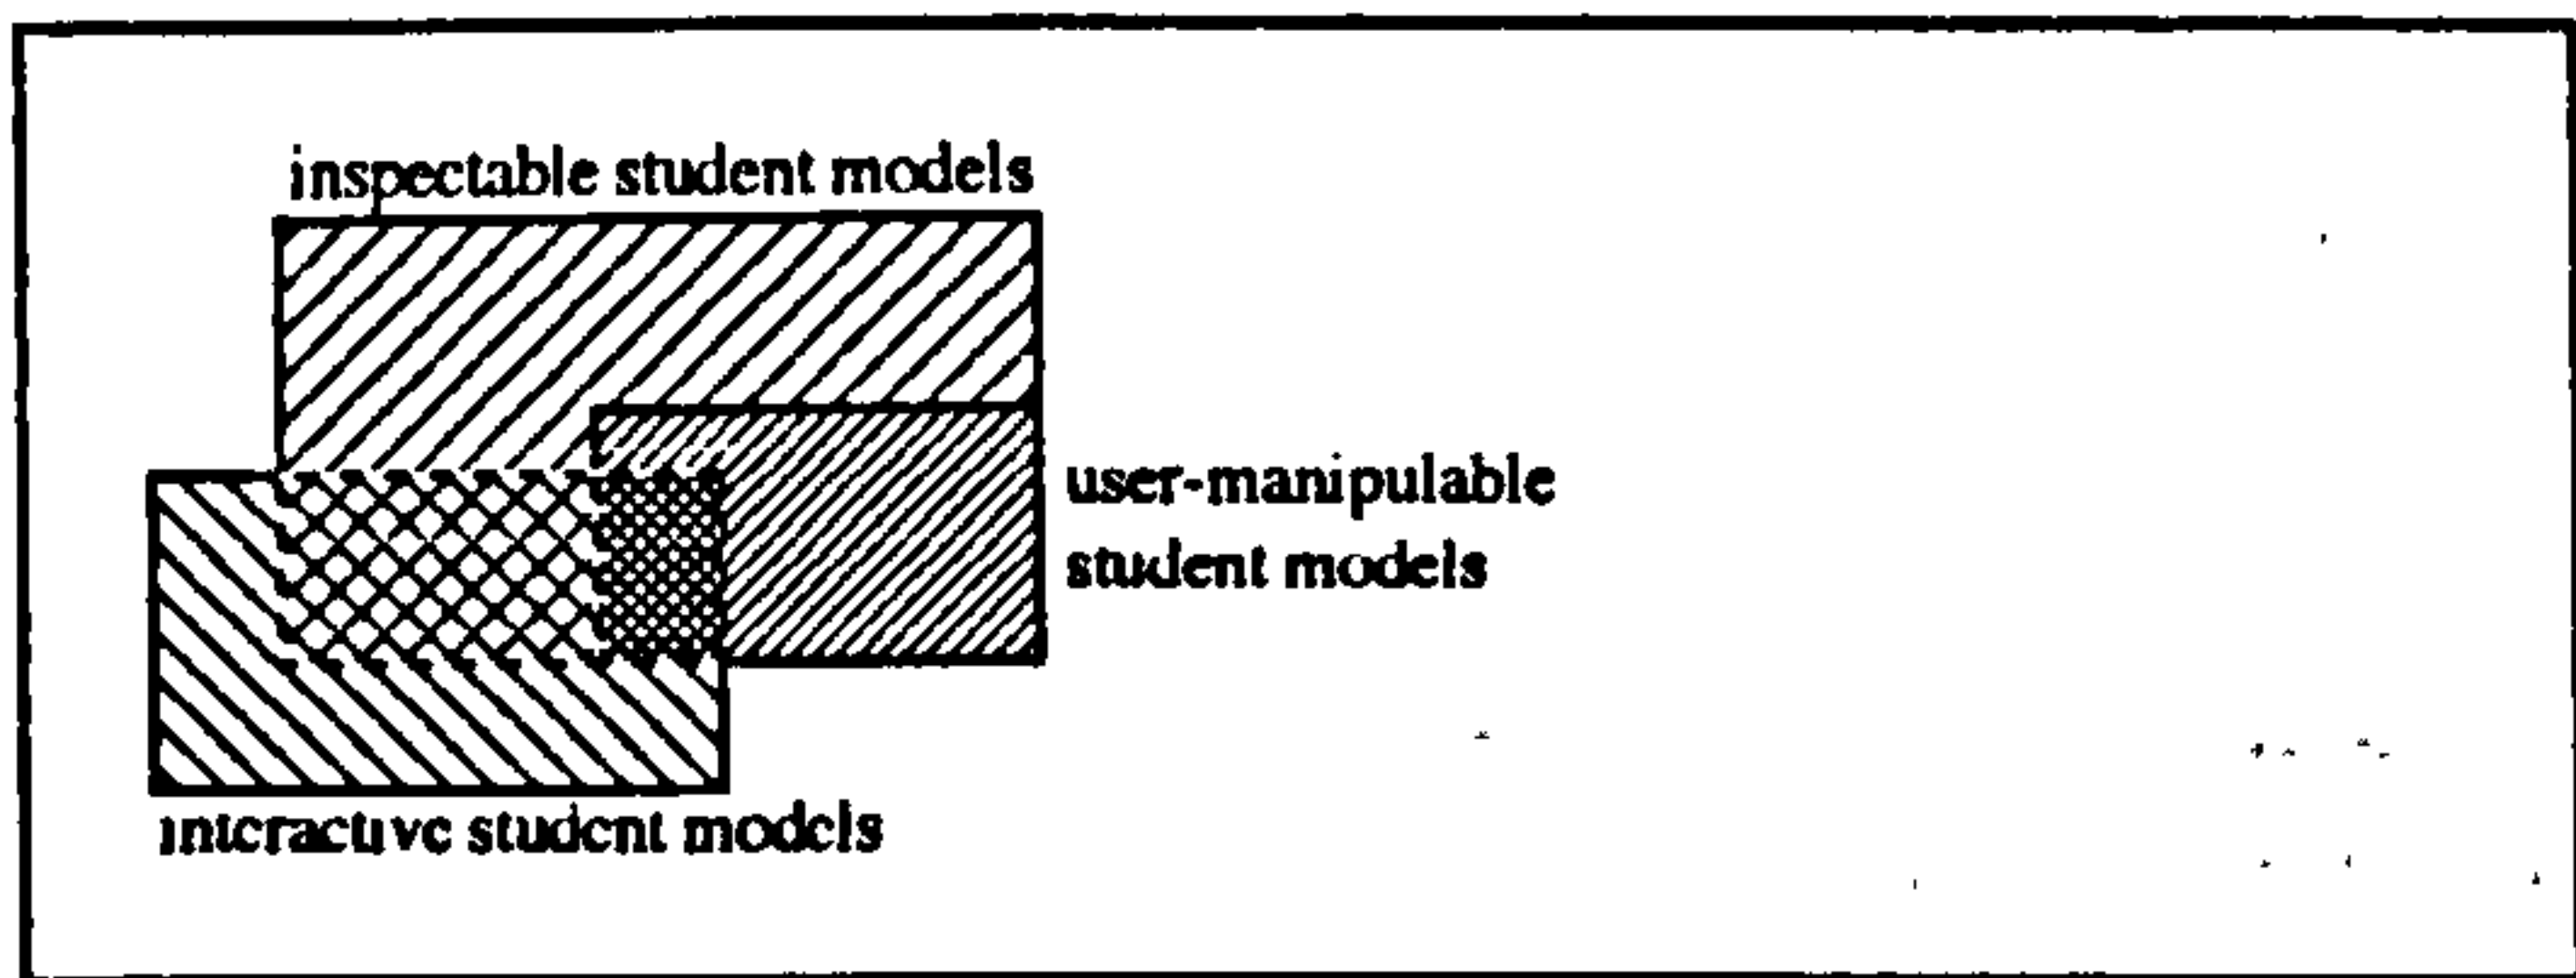 inspectable student models
user-manipulable
student models
interactive student models